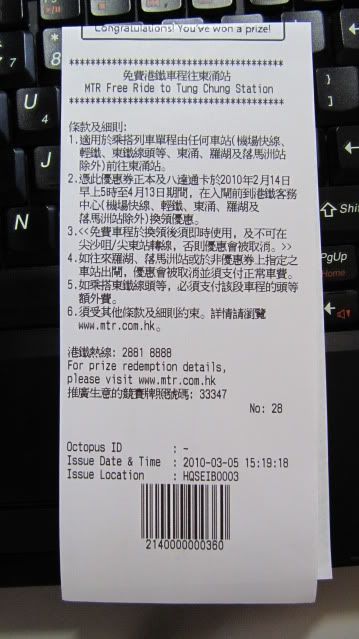 Congratulations! You've won a prize!
****************************************
免費港鐵車程往東涌站
MTR Free Ride to Tung Chung Station
****************************************
條款及細則:
1.適用於乘搭列車單程由任何車站(機場快線、
輕鐵、東鐵線頭等、東涌、羅湖及落馬洲站
除外)前往東涌站。
2.憑此優惠券正本及八達通卡於2010年2月14日
早上5時至4月13日期間,在入閘前到港鐵客務
中心(機場快線、輕鐵、東涌、羅湖及
落馬洲站除外)換領優惠。
3.<<免費車程於換領後須即時使用,及不可在
尖沙咀/尖東站轉線,否則優惠會被取消。>>
4.如往來羅湖、落馬洲站或於非優惠券上指定之
車站出閘,優惠會被取消並須支付正常車費。
5.如乘搭東鐵線頭等,必須支付該段車程的頭等
額外費。
6.須受其他條款及細則約束。詳情請瀏覽
www.mtr.com.hk。
港鐵熱線: 2881 8888
For prize redemption details,
please visit www.mtr.com.hk
推廣生意的競賽牌照號碼: 33347
No: 28
Octopus ID : -
Issue Date & Time : 2010-03-05 15:19:18
Issue Location : HQSEIB0003
2140000000360
U
4
J
N
Shift
PgUp
Home